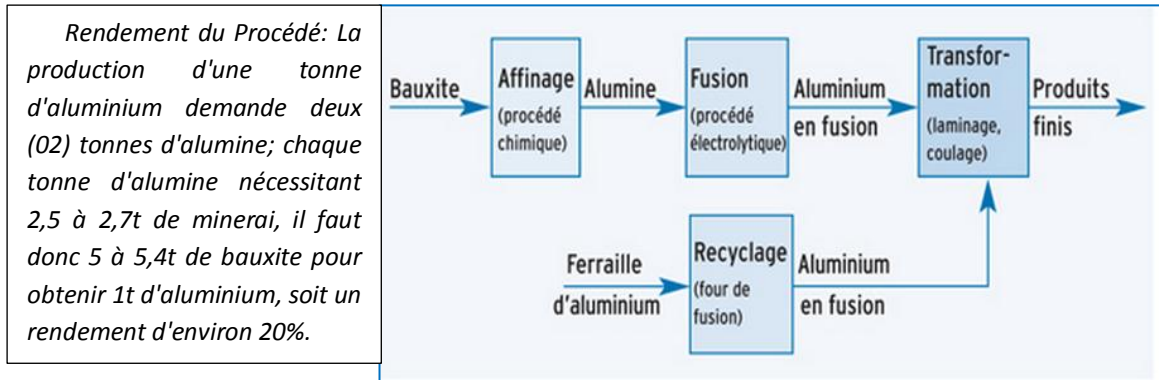 Rendement du Procédé: La
production d'une tonne
d'aluminium demande deux
(02) tonnes d'alumine; chaque
tonne d'alumine nécessitant
2,5 à 2,7t de minerai, il faut
donc 5 à 5,4t de bauxite pour
obtenir 1t d'aluminium, soit un
rendement d'environ 20%.
Bauxite
Affinage
(procédé
chimique)
Alumine
Fusion
(procédé
électrolytique)
Aluminium
en fusion
Transfor-
mation
(laminage,
coulage)
Produits
finis
Ferraille
d'aluminium
Recyclage
(four de
fusion)
Aluminium
en fusion